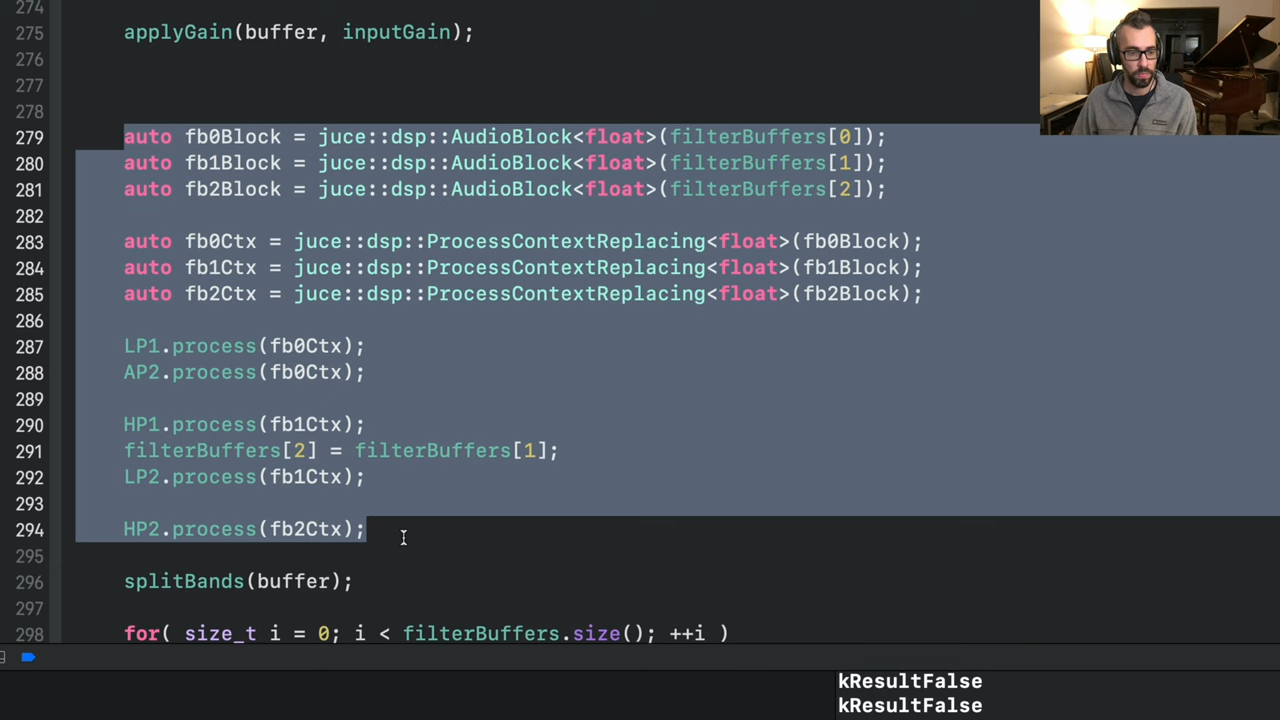 274
275 applyGain(buffer, inputGain);
276
277
278
279 auto fb0Block = juce::dsp::AudioBlock<float>(filterBuffers[0]);
280 auto fb1Block = juce::dsp::AudioBlock<float>(filterBuffers[1]);
281 auto fb2Block = juce::dsp::AudioBlock<float>(filterBuffers[2]);
282
283 auto fb0Ctx = juce::dsp::ProcessContextReplacing<float>(fb0Block);
284 auto fb1Ctx = juce::dsp::ProcessContextReplacing<float>(fb1Block);
285 auto fb2Ctx = juce::dsp::ProcessContextReplacing<float>(fb2Block);
286
287 LP1.process(fb0Ctx);
288 AP2.process(fb0Ctx);
289
290 HP1.process(fb1Ctx);
291 filterBuffers[2] = filterBuffers[1];
292 LP2.process(fb1Ctx);
293
294 HP2.process(fb2Ctx);
295
296 splitBands(buffer);
297
298 for( size_t i = 0; i < filterBuffers.size(); ++i )
kResultFalse
kResultFalse